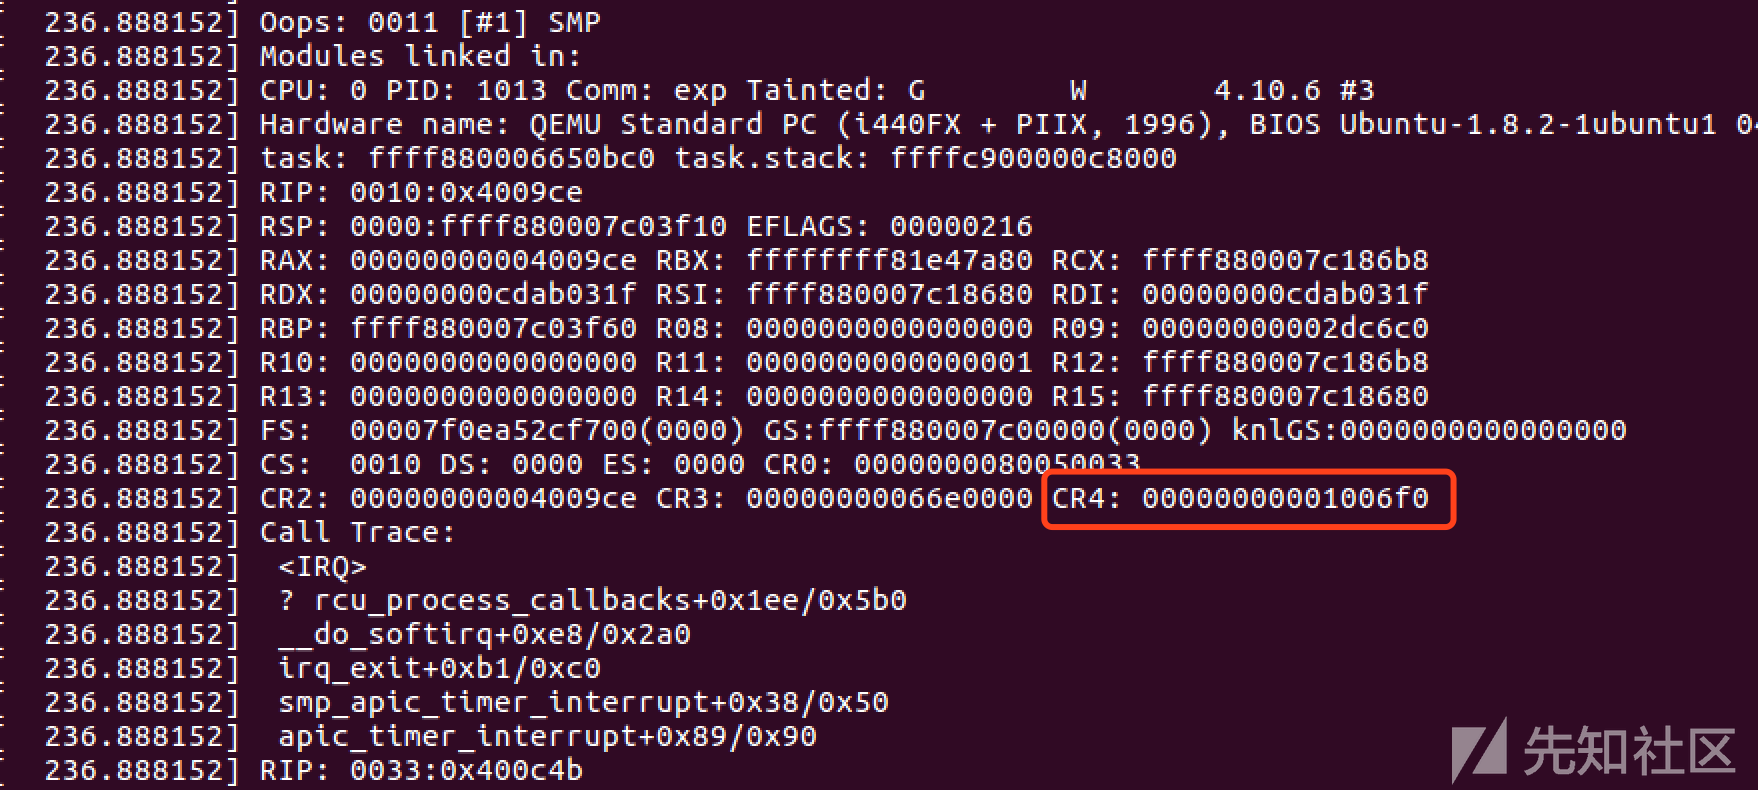 236.888152] Oops: 0011 [#1] SMP
236.888152] Modules linked in:
236.888152] CPU: 0 PID: 1013 Comm: exp Tainted: G        W       4.10.6 #3
236.888152] Hardware name: QEMU Standard PC (i440FX + PIIX, 1996), BIOS Ubuntu-1.8.2-1ubuntu1 04
236.888152] task: ffff880006650bc0 task.stack: ffffc900000c8000
236.888152] RIP: 0010:0x4009ce
236.888152] RSP: 0000:ffff880007c03f10 EFLAGS: 00000216
236.888152] RAX: 00000000004009ce RBX: ffffffff81e47a80 RCX: ffff880007c186b8
236.888152] RDX: 00000000cdab031f RSI: ffff880007c18680 RDI: 00000000cdab031f
236.888152] RBP: ffff880007c03f60 R08: 0000000000000000 R09: 00000000002dc6c0
236.888152] R10: 0000000000000000 R11: 0000000000000001 R12: ffff880007c186b8
236.888152] R13: 0000000000000000 R14: 0000000000000000 R15: ffff880007c18680
236.888152] FS:  00007f0ea52cf700(0000) GS:ffff880007c00000(0000) knlGS:0000000000000000
236.888152] CS:  0010 DS: 0000 ES: 0000 CR0: 0000000080050033
236.888152] CR2: 00000000004009ce CR3: 00000000066e0000 CR4: 00000000001006f0
236.888152] Call Trace:
236.888152]  <IRQ>
236.888152]  ? rcu_process_callbacks+0x1ee/0x5b0
236.888152]  __do_softirq+0xe8/0x2a0
236.888152]  irq_exit+0xb1/0xc0
236.888152]  smp_apic_timer_interrupt+0x38/0x50
236.888152]  apic_timer_interrupt+0x89/0x90
236.888152] RIP: 0033:0x400c4b
先知社区